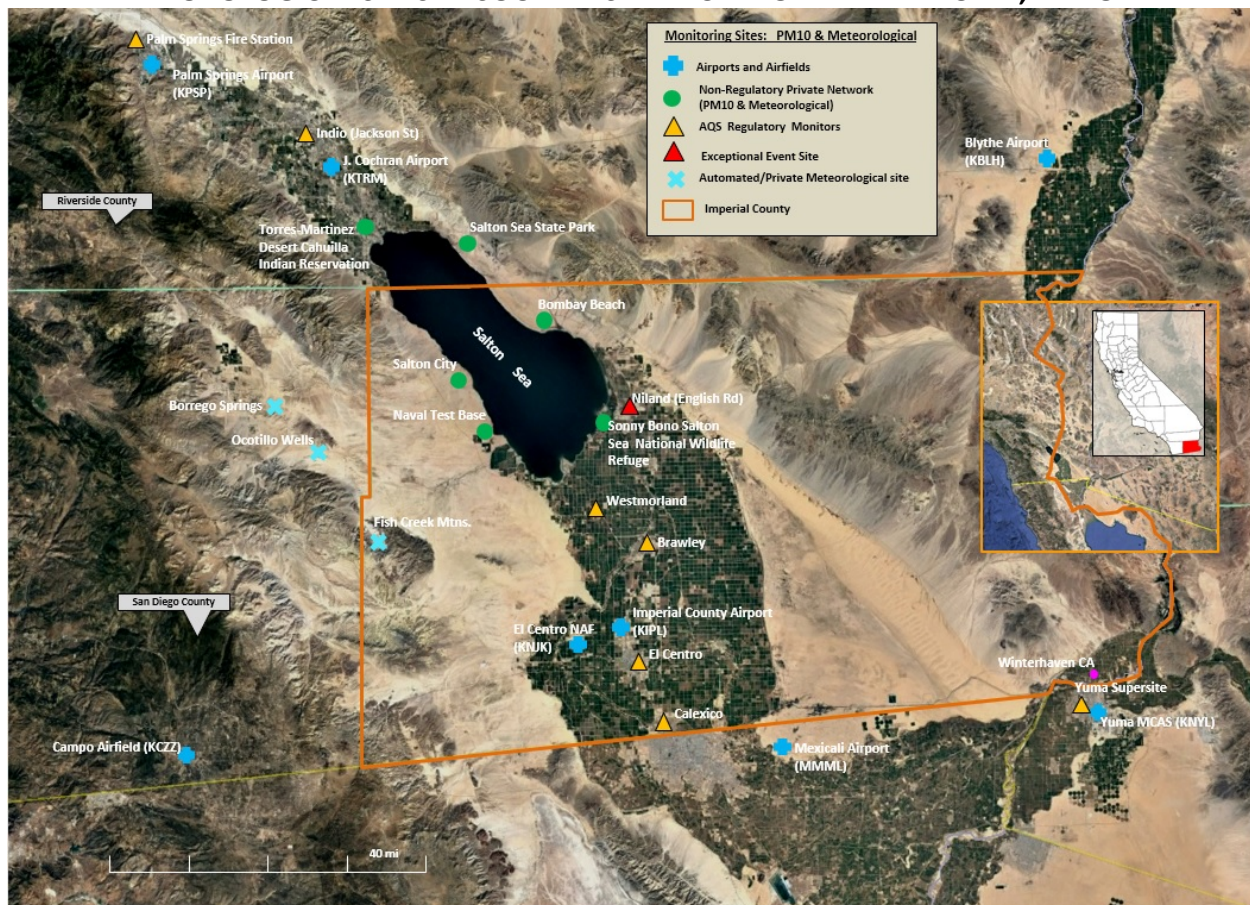 Monitoring Sites: PM10 & Meteorological
Airports and Airfields
Non-Regulatory Private Network
(PM10 & Meteorological)
AQS Regulatory Monitors
Exceptional Event Site
Automated/Private Meteorological site
Imperial County
Palm Springs Fire Station
Palm Springs Airport
(KPSP)
Indio (Jackson St)
J. Cochran Airport
(KTRM)
Blythe Airport
(KBLH)
Riverside County
Torres-Martinez
Desert Cahuilla
Indian Reservation
Salton Sea State Park
Bombay Beach
Salton Sea
Salton City
Borrego Springs
Naval Test Base
Niland (English Rd)
Sonny Bono Salton
Sea National Wildlife
Refuge
Ocotillo Wells
Westmorland
Fish Creek Mtns.
Brawley
San Diego County
Imperial County Airport
(KIPL)
El Centro NAF
(KNJK)
El Centro
Winterhaven CA
Yuma Supersite
Calexico
Yuma MCAS (KNYL)
Campo Airfield (KCZZ)
Mexicali Airport
(MMML)
40 mi